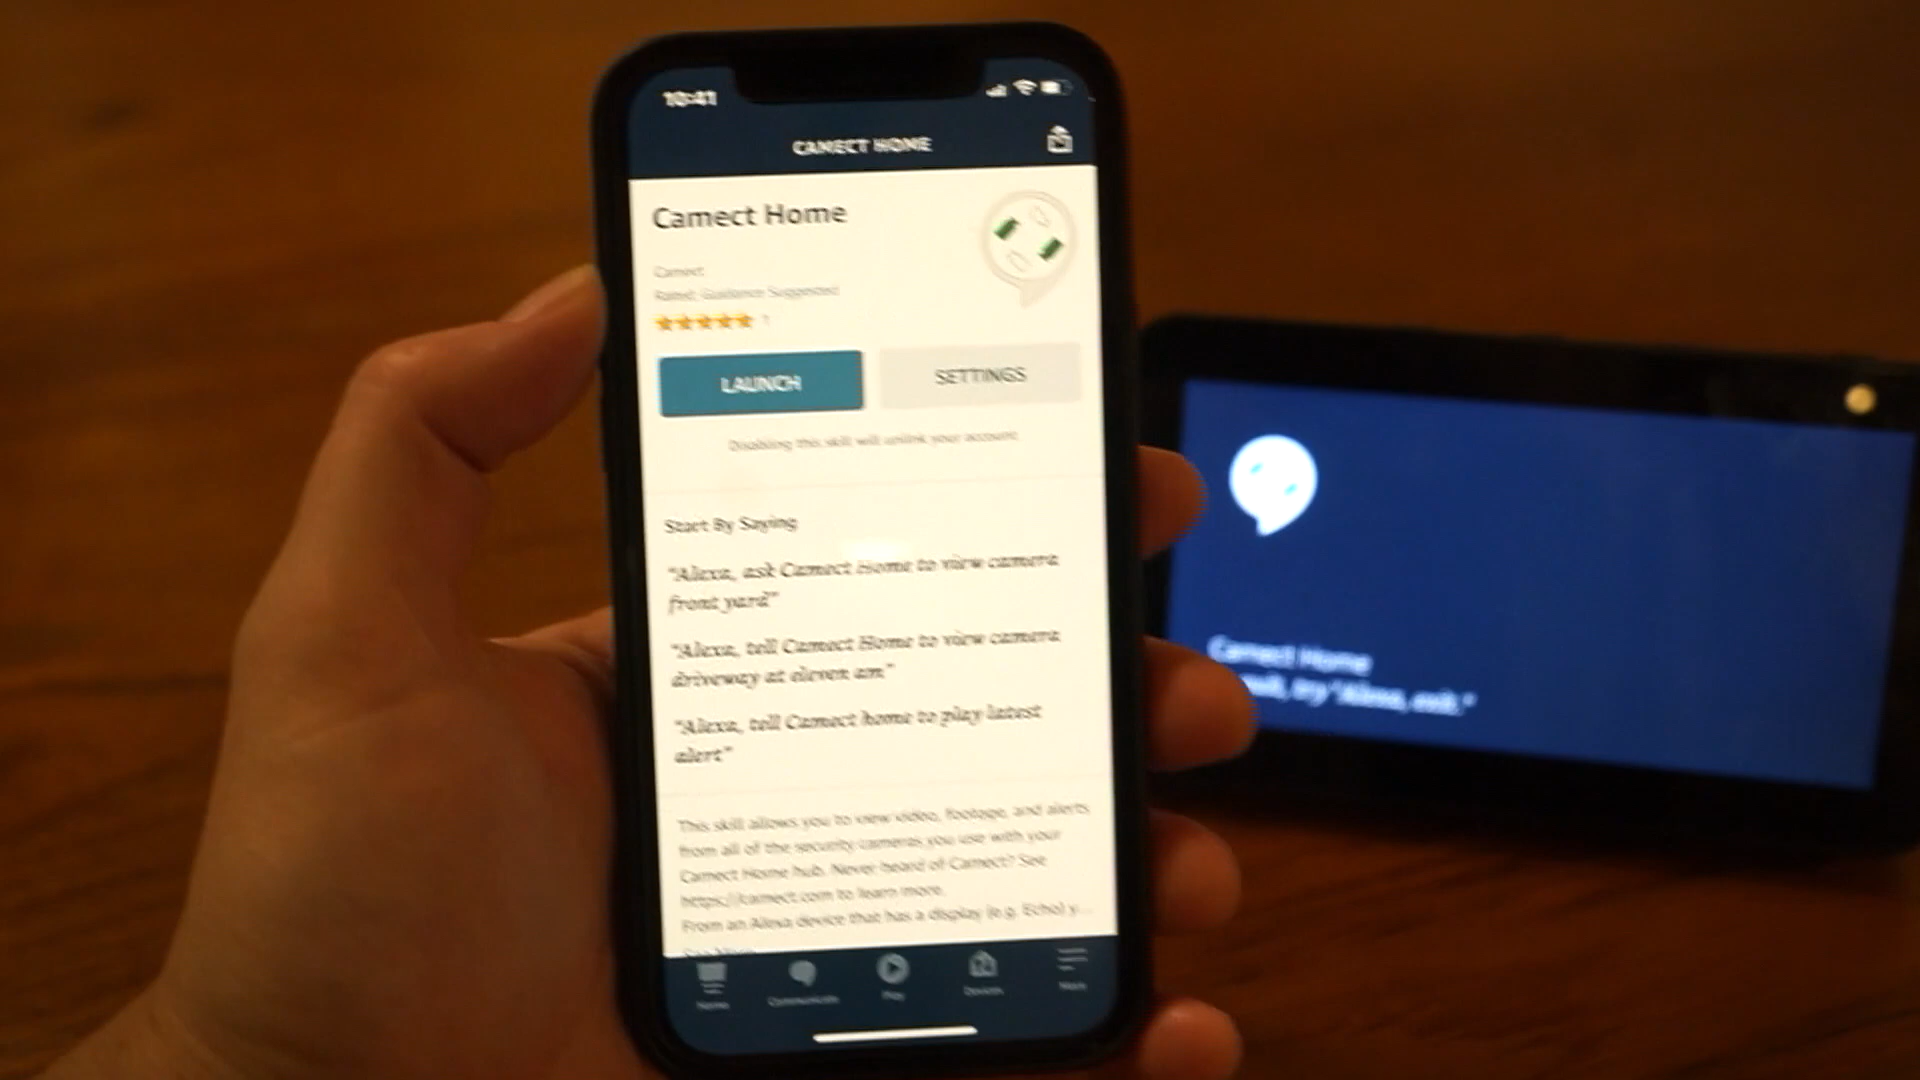 10:41
CAMECT HOME
Camect Home
Camect
Rated: Guidance Suggested
1
LAUNCH
SETTINGS
Disabling this skill will unlink your account
Start By Saying
"Alexa, ask Camect Home to view camera
front yard"
"Alexa, tell Camect Home to view camera
driveway at eleven am"
"Alexa, tell Camect home to play latest
alert"
This skill allows you to view video, footage, and alerts
from all of the security cameras you use with your
Camect Home hub. Never heard of Camect? See
https://camect.com to learn more.
From an Alexa device that has a display (e.g. Echo) y...
See More
Home
Communicate
Play
Devices
More
Camect Home
try "Alexa, exit."